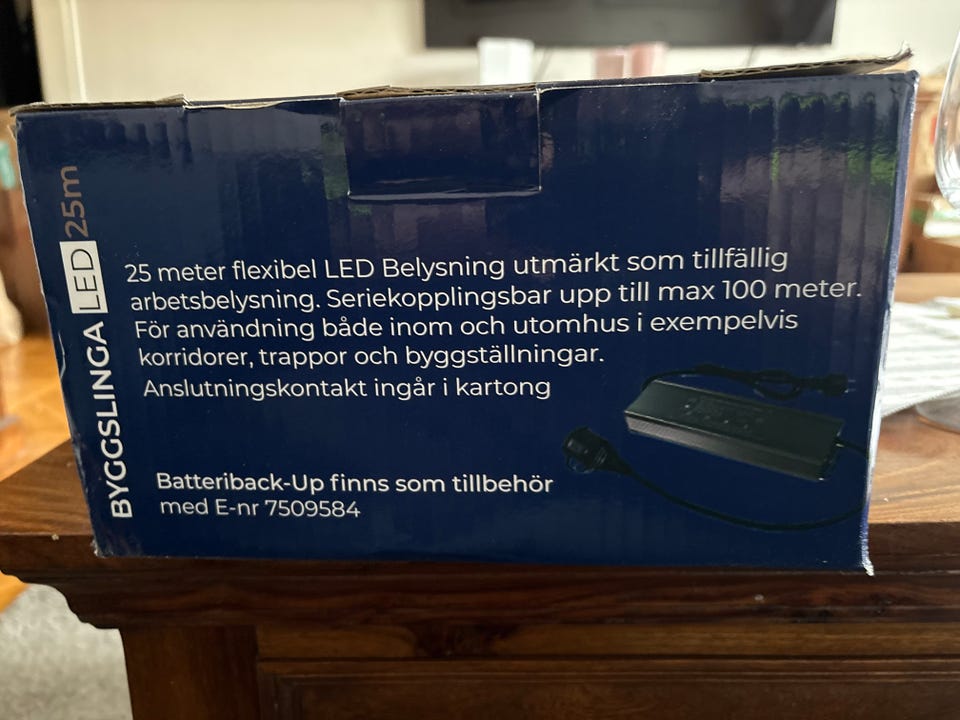 BYGGSLINGA LED 25m
25 meter flexibel LED Belysning utmärkt som tillfällig
arbetsbelysning. Seriekopplingsbar upp till max 100 meter.
För användning både inom och utomhus i exempelvis
korridorer, trappor och byggställningar.
Anslutningskontakt ingår i kartong
Batteriback-Up finns som tillbehör
med E-nr 7509584